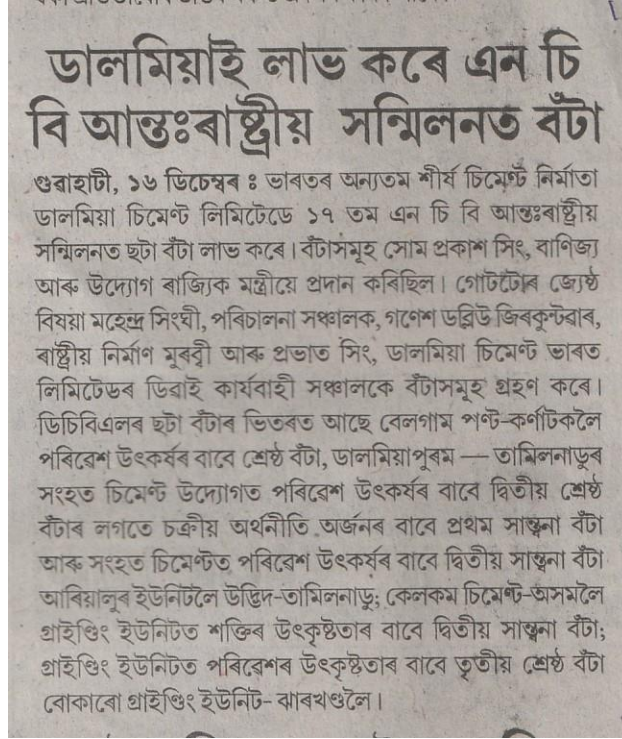 ডালমিয়াই লাভ কৰে এন চি
বি আন্তঃৰাষ্ট্ৰীয় সন্মিলনত বঁটা
গুৱাহাটী, ১৬ ডিচেম্বৰ ঃ ভাৰতৰ অন্যতম শীৰ্ষ চিমেণ্ট নিৰ্মাতা
ডালমিয়া চিমেণ্ট লিমিটেডে ১৭ তম এন চি বি আন্তঃৰাষ্ট্ৰীয়
সন্মিলনত ছটা বঁটা লাভ কৰে। বঁটাসমূহ সোম প্ৰকাশ সিং, বাণিজ্য
আৰু উদ্যোগ ৰাজ্যিক মন্ত্ৰীয়ে প্ৰদান কৰিছিল। গোটটোৰ জ্যেষ্ঠ
বিষয়া মহেন্দ্ৰ সিংঘী, পৰিচালনা সঞ্চালক, গণেশ ডব্লিউ জিৰকুন্টৱাৰ,
ৰাষ্ট্ৰীয় নিৰ্মাণ মূৰব্বী আৰু প্ৰভাত সিং, ডালমিয়া চিমেণ্ট ভাৰত
লিমিটেডৰ ডিৱাই কাৰ্যবাহী সঞ্চালকে বঁটাসমূহ গ্ৰহণ কৰে।
ডিচিবিএলৰ ছটা বঁটাৰ ভিতৰত আছে বেলগাম প্লান্ট-কৰ্ণাটকলৈ
পৰিৱেশ উৎকৰ্ষৰ বাবে শ্ৰেষ্ঠ বঁটা, ডালমিয়াপুৰম — তামিলনাডুৰ
সংহত চিমেণ্ট উদ্যোগত পৰিৱেশ উৎকৰ্ষৰ বাবে দ্বিতীয় শ্ৰেষ্ঠ
বঁটাৰ লগতে চক্ৰীয় অৰ্থনীতি অৰ্জনৰ বাবে প্ৰথম সান্ত্বনা বঁটা
আৰু সংহত চিমেণ্টত পৰিৱেশ উৎকৰ্ষৰ বাবে দ্বিতীয় সান্ত্বনা বঁটা
আৰিয়ালুৰ ইউনিটলৈ উদ্ভিদ-তামিলনাডু; কেলকম চিমেণ্ট-অসমলৈ
গ্ৰাইণ্ডিং ইউনিটত শক্তিৰ উৎকৃষ্টতাৰ বাবে দ্বিতীয় সান্ত্বনা বঁটা;
গ্ৰাইণ্ডিং ইউনিটত পৰিৱেশৰ উৎকৃষ্টতাৰ বাবে তৃতীয় শ্ৰেষ্ঠ বঁটা
বোকাৰো গ্ৰাইণ্ডিং ইউনিট- ঝাৰখণ্ডলৈ।